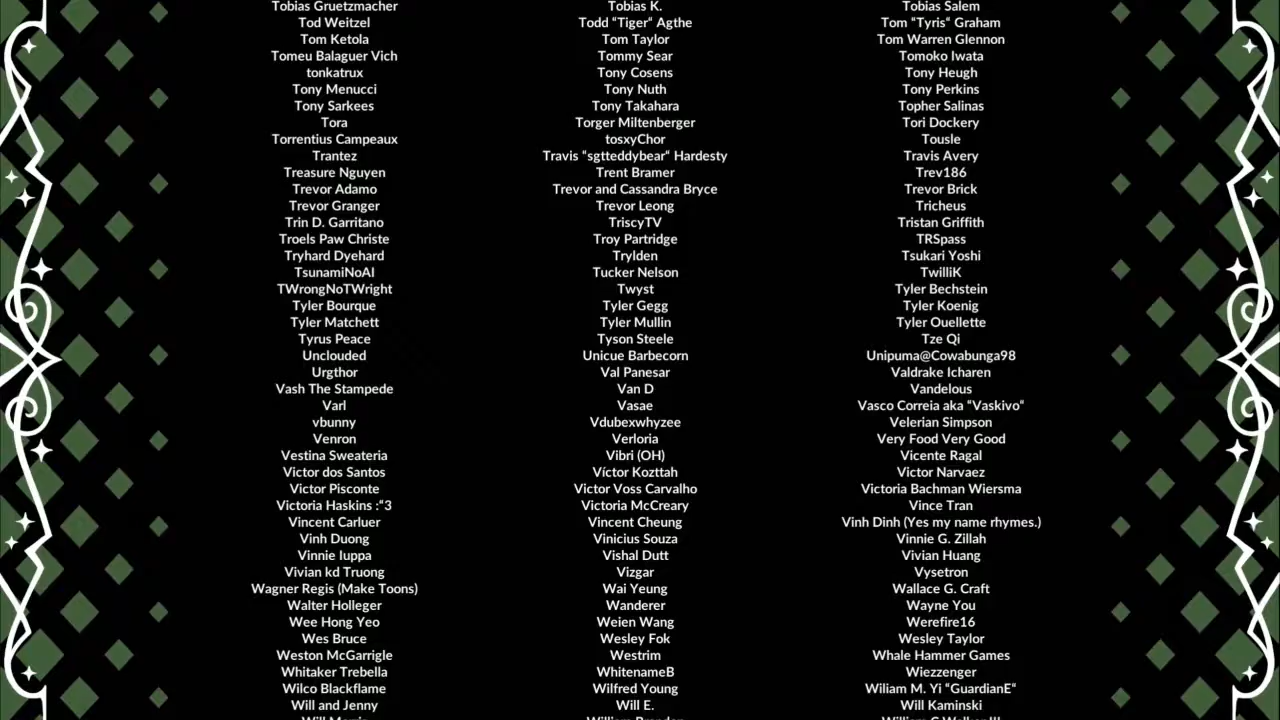 Tobias Gruetzmacher Tobias K. Tobias Salem
Tod Weitzel Todd “Tiger“ Agthe Tom “Tyris“ Graham
Tom Ketola Tom Taylor Tom Warren Glennon
Tomeu Balaguer Vich Tommy Sear Tomoko Iwata
tonkatrux Tony Cosens Tony Heugh
Tony Menucci Tony Nuth Tony Perkins
Tony Sarkees Tony Takahara Topher Salinas
Tora Torger Miltenberger Tori Dockery
Torrentius Campeaux tosxyChor Tousle
Trantez Travis “sgtteddybear“ Hardesty Travis Avery
Treasure Nguyen Trent Bramer Trev186
Trevor Adamo Trevor and Cassandra Bryce Trevor Brick
Trevor Granger Trevor Leong Tricheus
Trin D. Garritano TriscyTV Tristan Griffith
Troels Paw Christe Troy Partridge TRSpass
Tryhard Dyehard Trylden Tsukari Yoshi
TsunamiNoAI Tucker Nelson TwilliK
TWrongNoTWright Twyst Tyler Bechstein
Tyler Bourque Tyler Gegg Tyler Koenig
Tyler Matchett Tyler Mullin Tyler Ouellette
Tyrus Peace Tyson Steele Tze Qi
Unclouded Unicue Barbecorn Unipuma@Cowabunga98
Urgthor Val Panesar Valdrake Icharen
Vash The Stampede Van D Vandelous
Varl Vasae Vasco Correia aka “Vaskivo“
vbunny Vdubexwhyzee Velerian Simpson
Venron Verloria Very Food Very Good
Vestina Sweateria Vibri (OH) Vicente Ragal
Victor dos Santos Víctor Kozttah Victor Narvaez
Victor Pisconte Victor Voss Carvalho Victoria Bachman Wiersma
Victoria Haskins :“3 Victoria McCreary Vince Tran
Vincent Carluer Vincent Cheung Vinh Dinh (Yes my name rhymes.)
Vinh Duong Vinicius Souza Vinnie G. Zillah
Vinnie Iuppa Vishal Dutt Vivian Huang
Vivian kd Truong Vizgar Vysetron
Wagner Regis (Make Toons) Wai Yeung Wallace G. Craft
Walter Holleger Wanderer Wayne You
Wee Hong Yeo Weien Wang Werefire16
Wes Bruce Wesley Fok Wesley Taylor
Weston McGarrigle Westrim Whale Hammer Games
Whitaker Trebella WhitenameB Wiezzenger
Wilco Blackflame Wilfred Young Wiliam M. Yi “GuardianE“
Will and Jenny Will E. Will Kaminski